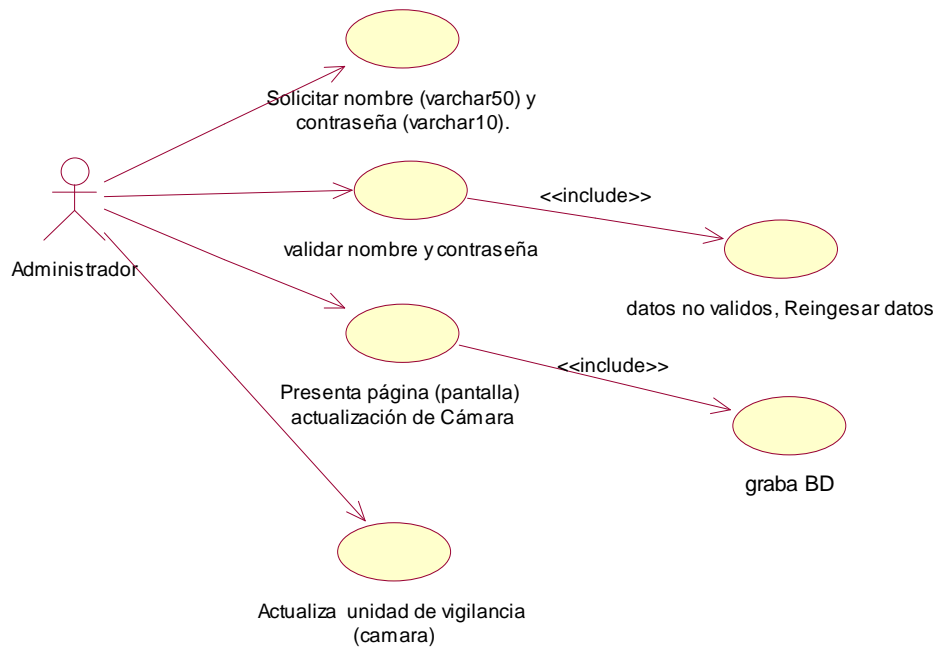 Solicitar nombre (varchar50) y
contraseña (varchar10).
<<include>>
validar nombre y contraseña
Administrador
datos no validos, Reingesar datos
<<include>>
Presenta página (pantalla)
actualización de Cámara
graba BD
Actualiza unidad de vigilancia
(camara)